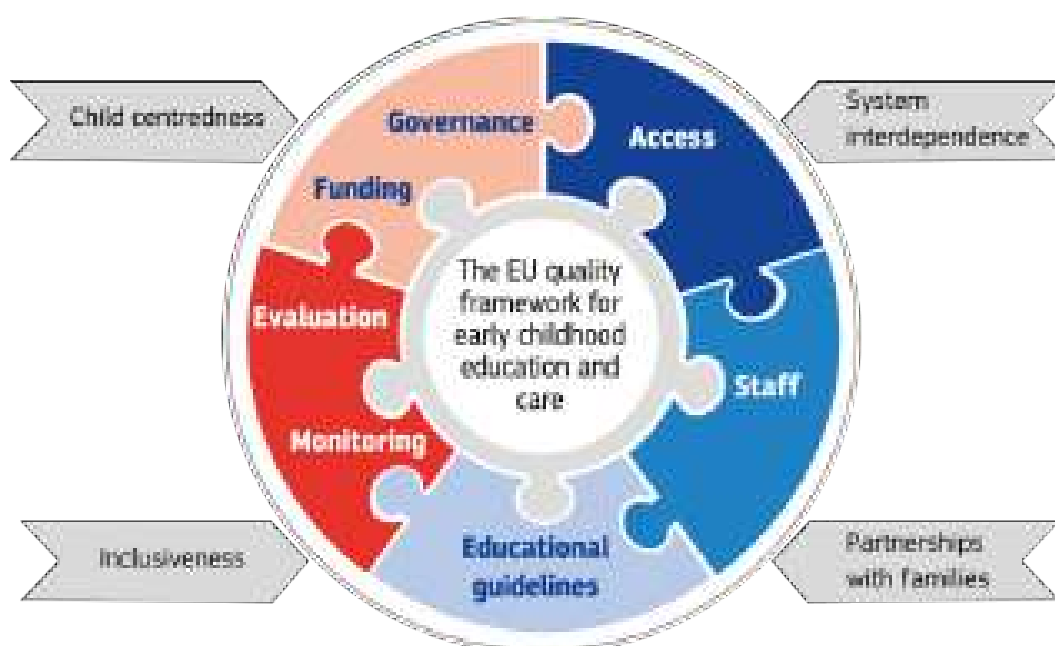 Child centredness
System
interdependence
Governance
Funding
Access
Evaluation
Monitoring
The EU quality
framework for
early childhood
education and
care
Staff
Educational
guidelines
Inclusiveness
Partnerships
with families